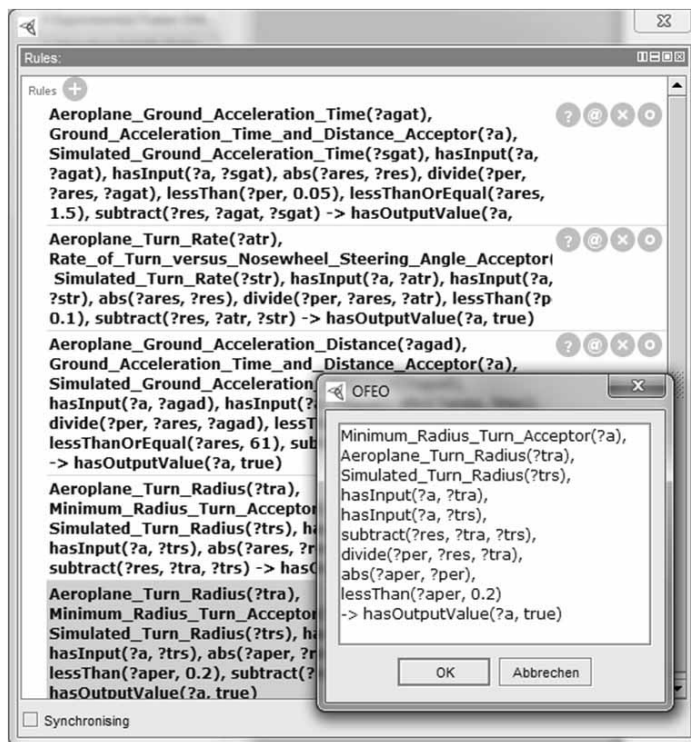 Rules:
Rules
Aeroplane_Ground_Acceleration_Time(?agat),
Ground_Acceleration_Time_and_Distance_Acceptor(?a),
Simulated_Ground_Acceleration_Time(?sgat), hasInput(?a,
?agat), hasInput(?a, ?sgat), abs(?ares, ?res), divide(?per,
?ares, ?agat), lessThan(?per, 0.05), lessThanOrEqual(?ares,
1.5), subtract(?res, ?agat, ?sgat) -> hasOutputValue(?a,
Aeroplane_Turn_Rate(?atr),
Rate_of_Turn_versus_Nosewheel_Steering_Angle_Acceptor(
Simulated_Turn_Rate(?str), hasInput(?a, ?atr), hasInput(?a,
?str), abs(?ares, ?res), divide(?per, ?ares, ?atr), lessThan(?p
0.1), subtract(?res, ?atr, ?str) -> hasOutputValue(?a, true)
Aeroplane_Ground_Acceleration_Distance(?agad),
Ground_Acceleration_Time_and_Distance_Acceptor(?a),
Simulated_Ground_Acceleration
hasInput(?a, ?agad), hasInput(?
divide(?per, ?ares, ?agad), lessT
lessThanOrEqual(?ares, 61), sub
-> hasOutputValue(?a, true)
Aeroplane_Turn_Radius(?tra),
Minimum_Radius_Turn_Acceptor
Simulated_Turn_Radius(?trs), ha
hasInput(?a, ?trs), abs(?ares, ?r
subtract(?res, ?tra, ?trs) -> has
Aeroplane_Turn_Radius(?tra),
Minimum_Radius_Turn_Accepto
Simulated_Turn_Radius(?trs), ha
hasInput(?a, ?trs), abs(?aper, ?
lessThan(?aper, 0.2), subtract(?
hasOutputValue(?a, true)
OFEO
Minimum_Radius_Turn_Acceptor(?a),
Aeroplane_Turn_Radius(?tra),
Simulated_Turn_Radius(?trs),
hasInput(?a, ?tra),
hasInput(?a, ?trs),
subtract(?res, ?tra, ?trs),
divide(?per, ?res, ?tra),
abs(?aper, ?per),
lessThan(?aper, 0.2)
-> hasOutputValue(?a, true)
OK
Abbrechen
Synchronising